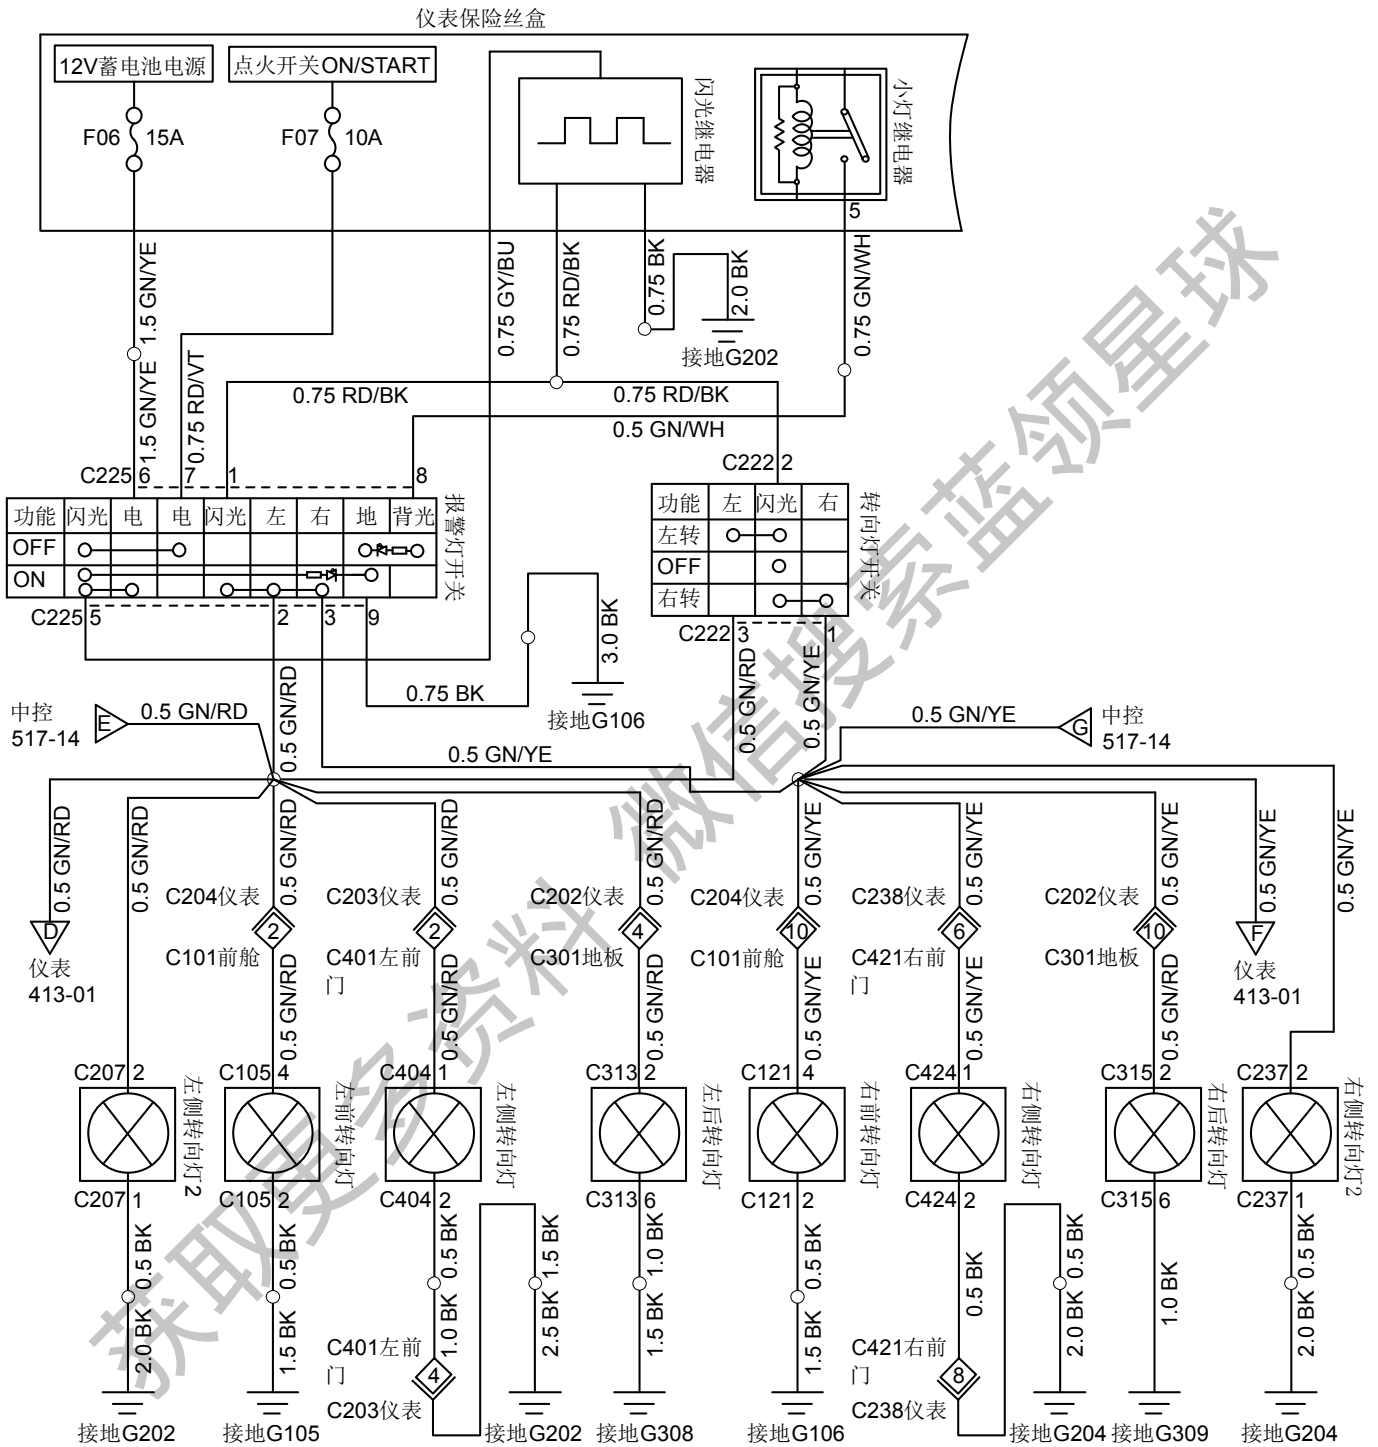 仪表保险丝盒
12V蓄电池电源
点火开关ON/START
F06 15A
F07 10A
闪光继电器
小灯继电器
5
1.5 GN/YE
0.75 GY/BU
0.75 RD/BK
0.75 BK
2.0 BK
0.75 GN/WH
接地G202
1.5 GN/YE
0.75 RD/VT
0.75 RD/BK
0.75 RD/BK
0.5 GN/WH
C225 6 7 1 8
C222 2
功能 闪光 电 电 闪光 左 右 地 背光
OFF
ON
报警灯开关
功能 左 闪光 右
左转
OFF
右转
转向灯开关
C225 5 2 3 9
C222 3 1
3.0 BK
0.75 BK
接地G106
0.5 GN/RD
0.5 GN/RD
0.5 GN/YE
中控
517-14
E
0.5 GN/RD
0.5 GN/YE
0.5 GN/YE
G
中控
517-14
0.5 GN/RD
0.5 GN/RD
0.5 GN/RD
0.5 GN/RD
0.5 GN/RD
0.5 GN/YE
0.5 GN/YE
0.5 GN/YE
0.5 GN/YE
0.5 GN/YE
D
仪表
413-01
C204仪表
2
C101前舱
C203仪表
2
C401左前
门
C202仪表
4
C301地板
C204仪表
10
C101前舱
C238仪表
6
C421右前
门
C202仪表
10
C301地板
F
仪表
413-01
0.5 GN/RD
0.5 GN/RD
0.5 GN/RD
0.5 GN/YE
0.5 GN/YE
0.5 GN/YE
C207 2
C105 4
C404 1
C313 2
C121 4
C424 1
C315 2
C237 2
左侧转向灯2
左前转向灯
左侧转向灯
左后转向灯
右前转向灯
右侧转向灯
右后转向灯
右侧转向灯2
C207 1
C105 2
C404 2
C313 6
C121 2
C424 2
C315 6
C237 1
0.5 BK
0.5 BK
0.5 BK
1.5 BK
1.0 BK
0.5 BK
0.5 BK
0.5 BK
1.0 BK
0.5 BK
2.0 BK
1.5 BK
1.0 BK
2.5 BK
1.5 BK
1.5 BK
2.0 BK
2.0 BK
C401左前
门
4
C203仪表
C421右前
门
8
C238仪表
接地G202
接地G105
接地G202
接地G308
接地G106
接地G204
接地G309
接地G204
获取更多资料 微信搜索蓝领星球